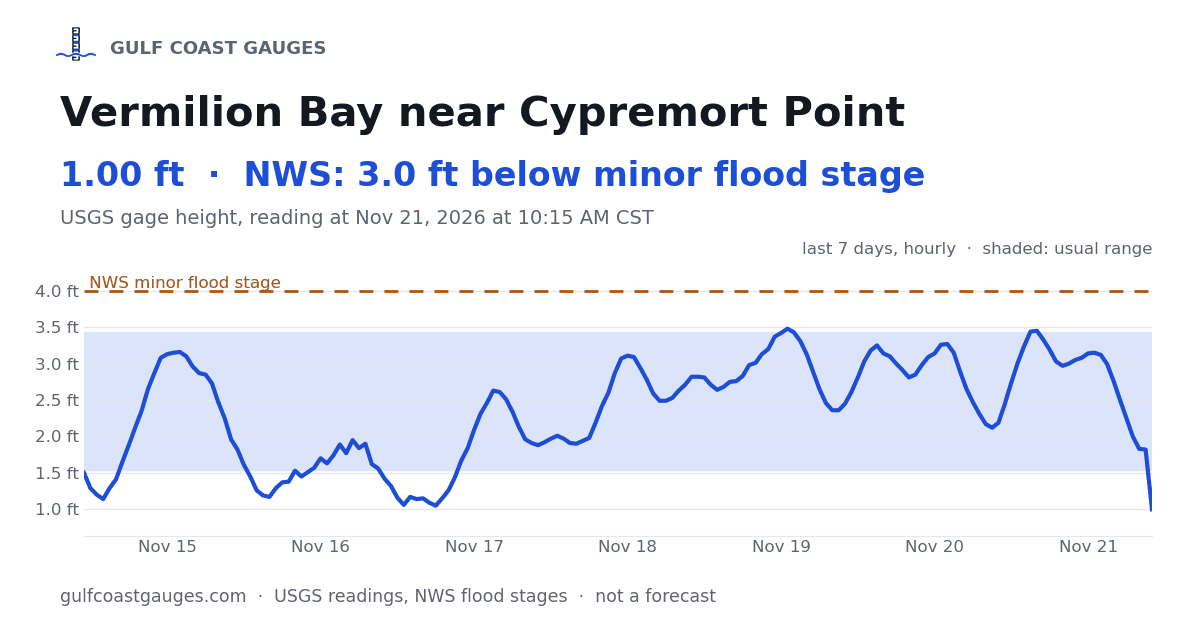 GULF COAST GAUGES
Vermilion Bay near Cypremort Point
1.00 ft · NWS: 3.0 ft below minor flood stage
USGS gage height, reading at Nov 21, 2026 at 10:15 AM CST
last 7 days, hourly · shaded: usual range
NWS minor flood stage
4.0 ft
3.5 ft
3.0 ft
2.5 ft
2.0 ft
1.5 ft
1.0 ft
Nov 15 Nov 16 Nov 17 Nov 18 Nov 19 Nov 20 Nov 21
gulfcoastgauges.com · USGS readings, NWS flood stages · not a forecast